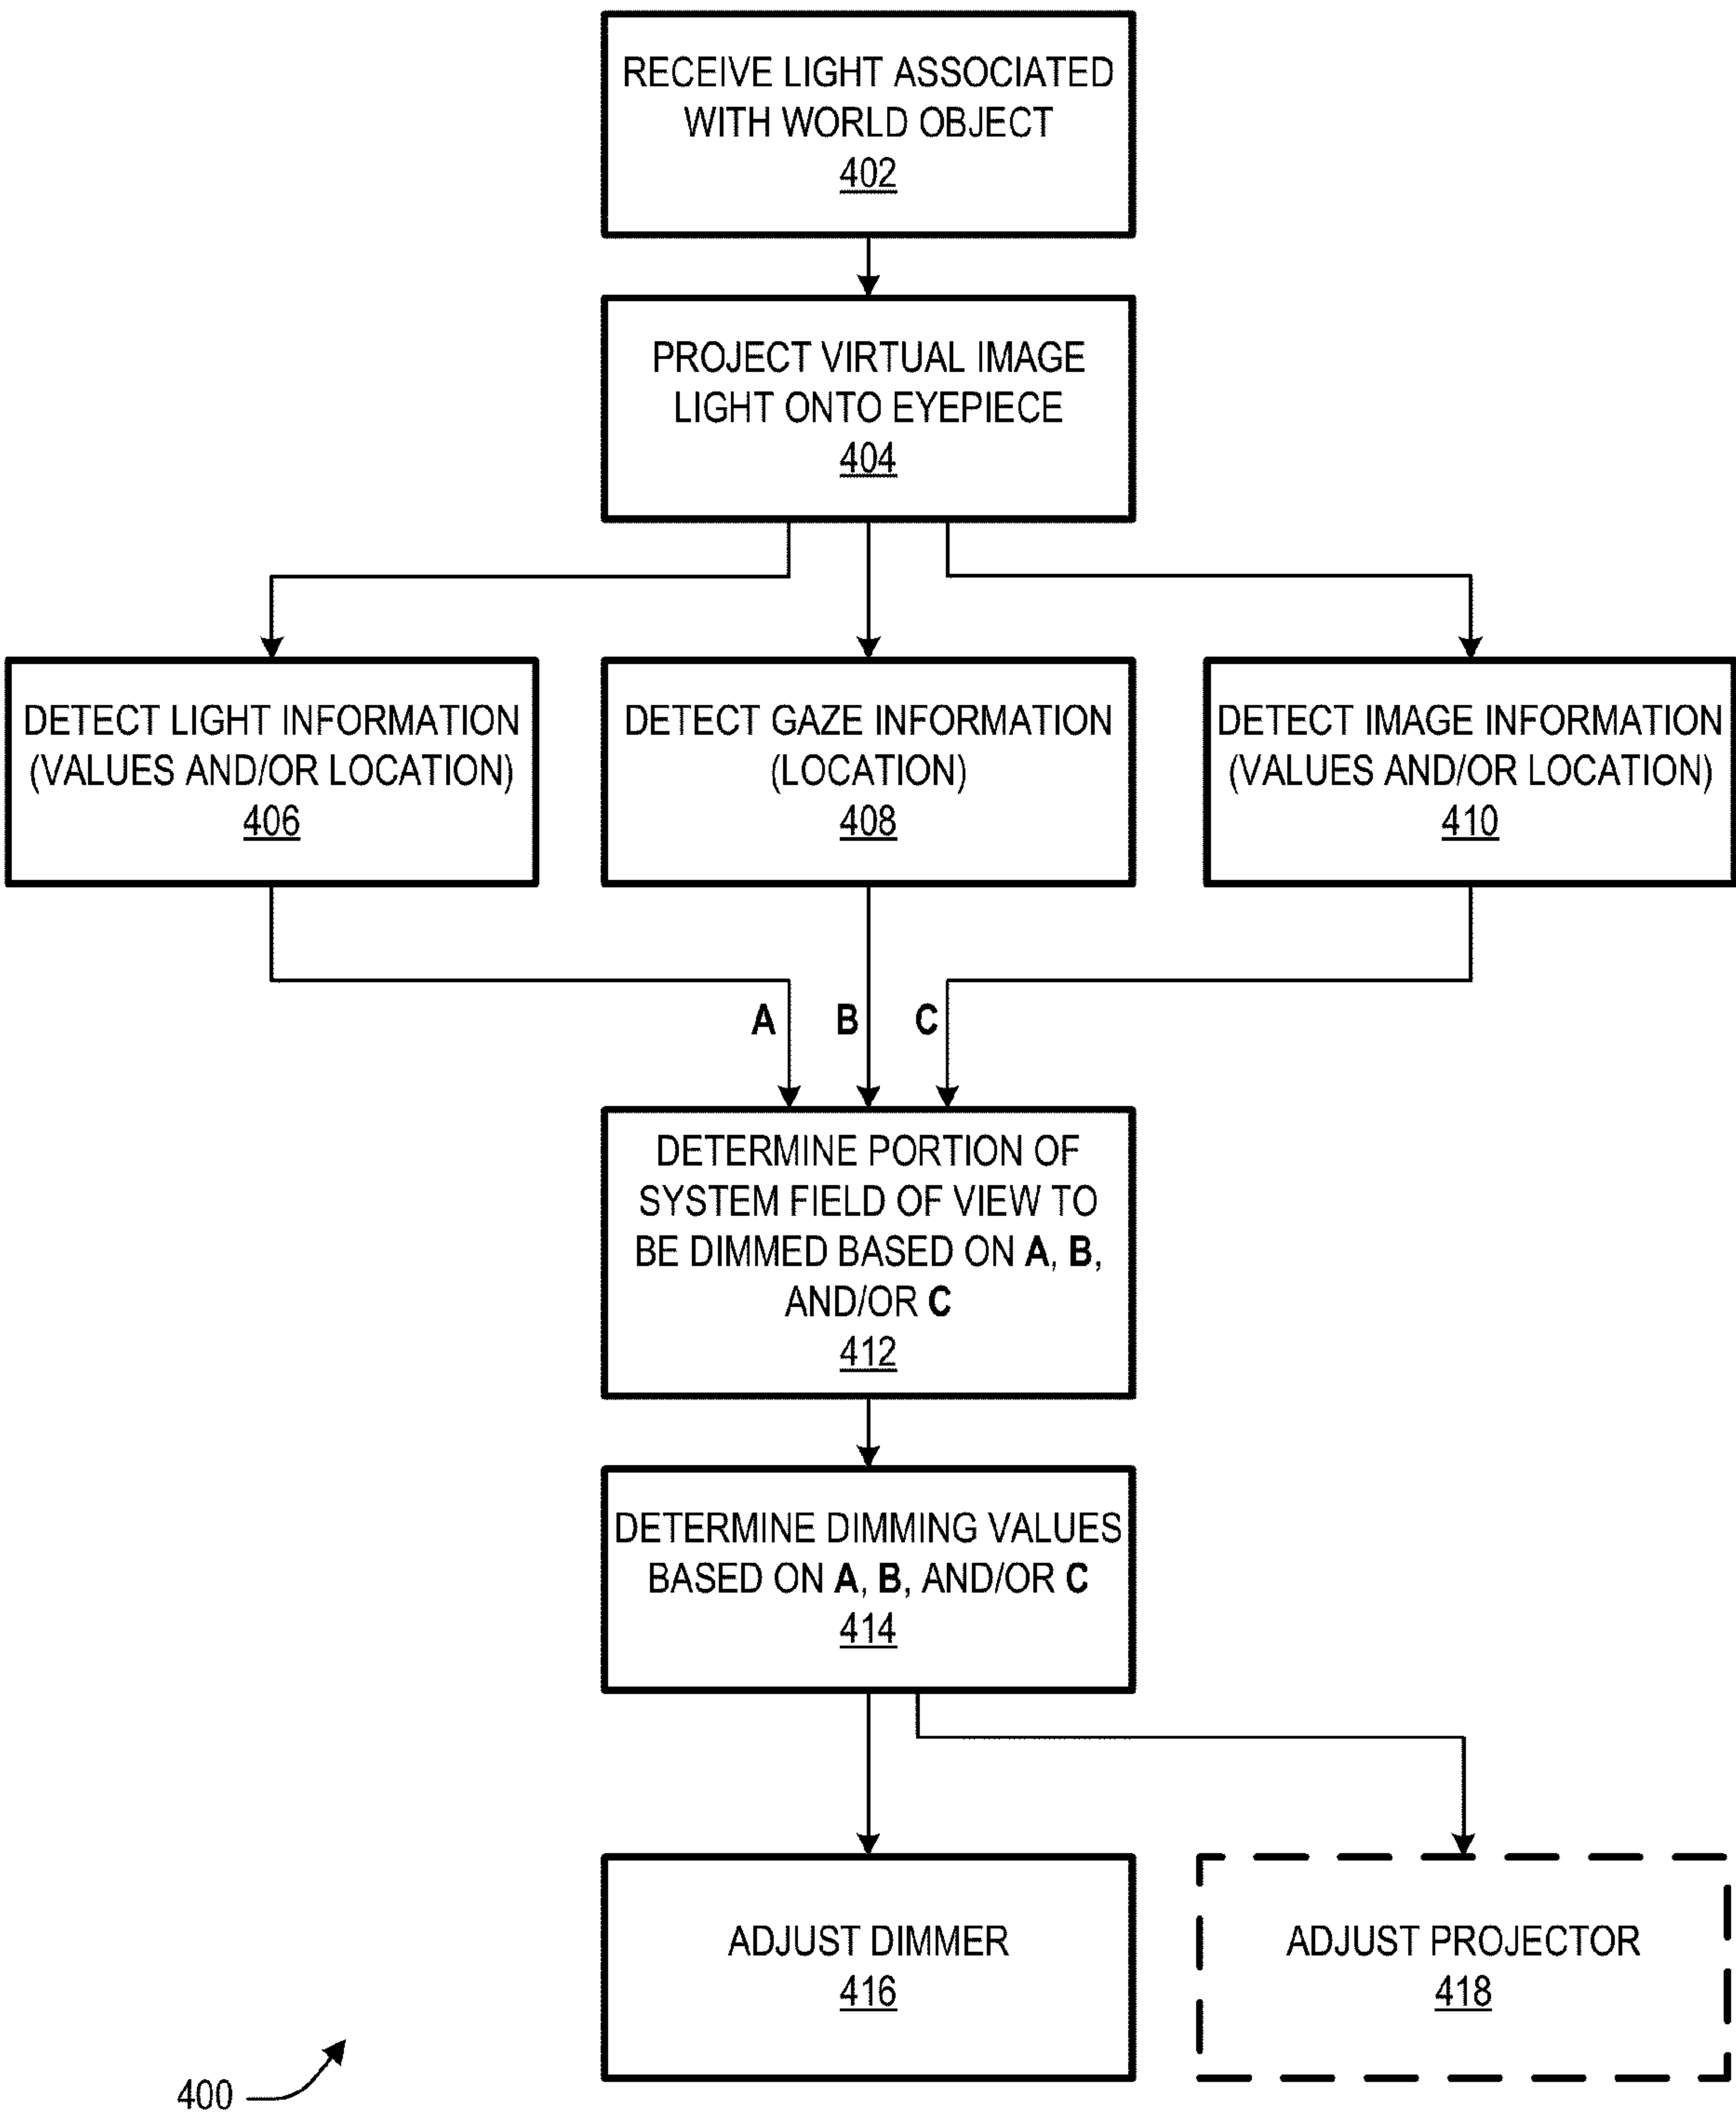 RECEIVE LIGHT ASSOCIATED
WITH WORLD OBJECT
402
PROJECT VIRTUAL IMAGE
LIGHT ONTO EYEPIECE
404
DETECT LIGHT INFORMATION
(VALUES AND/OR LOCATION)
406
DETECT GAZE INFORMATION
(LOCATION)
408
DETECT IMAGE INFORMATION
(VALUES AND/OR LOCATION)
410
A
B
C
DETERMINE PORTION OF
SYSTEM FIELD OF VIEW TO
BE DIMMED BASED ON A, B,
AND/OR C
412
DETERMINE DIMMING VALUES
BASED ON A, B, AND/OR C
414
ADJUST DIMMER
416
ADJUST PROJECTOR
418
400